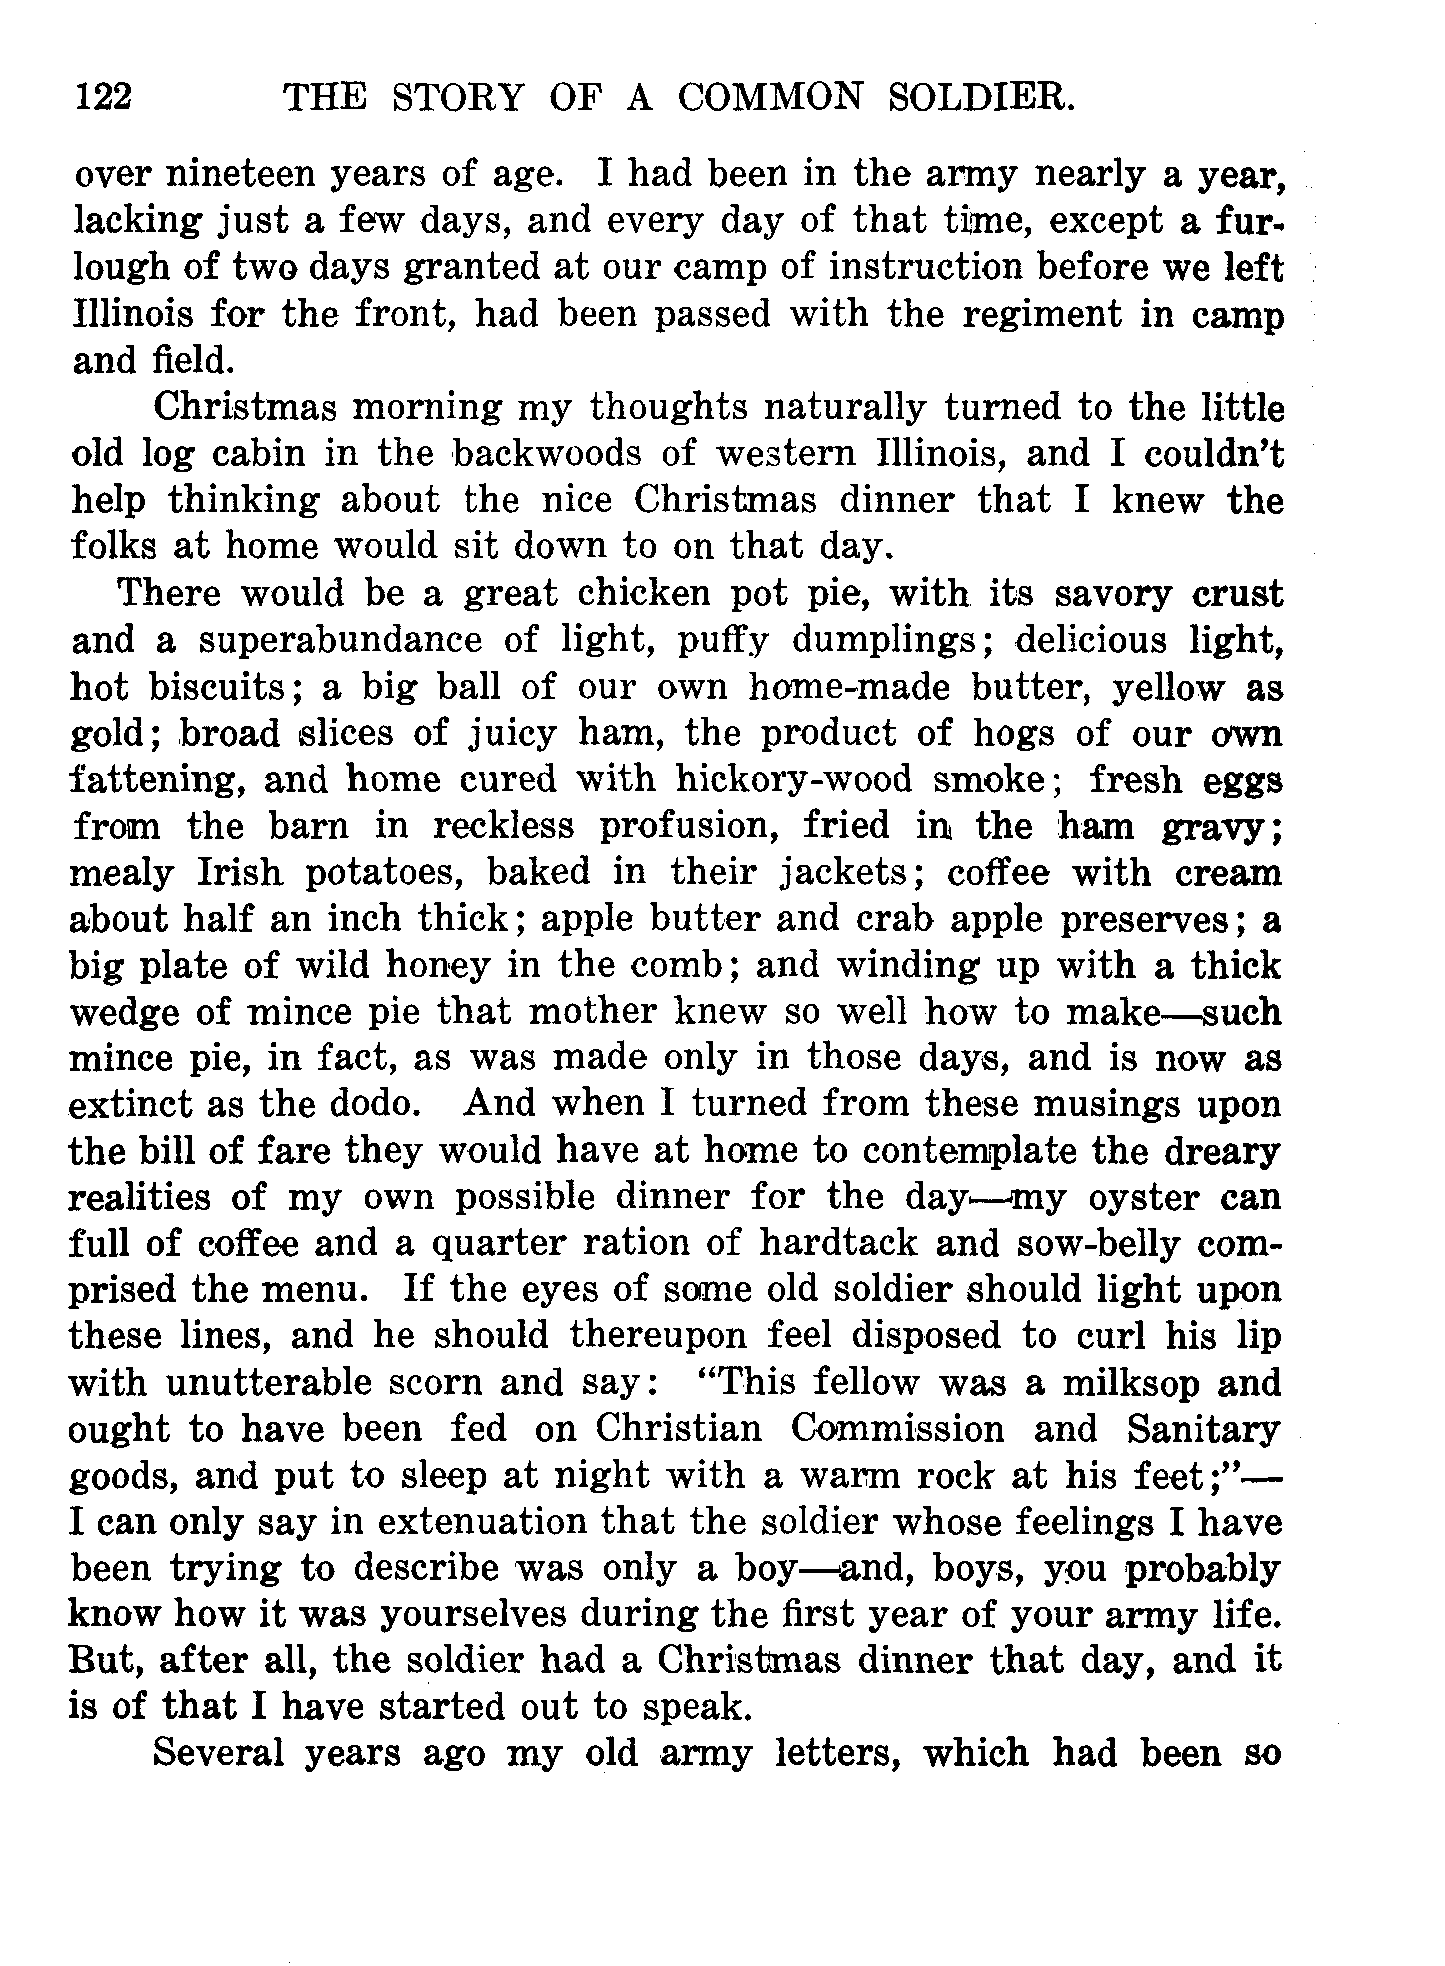 122 THE STORY OF A COMMON SOLDIER.
over nineteen years of age. I had been in the army nearly a year,
lacking just a few days, and every day of that time, except a fur-
lough of two days granted at our camp of instruction before we left
Illinois for the front, had been passed with the regiment in camp
and field.
Christmas morning my thoughts naturally turned to the little
old log cabin in the backwoods of western Illinois, and I couldn't
help thinking about the nice Christmas dinner that I knew the
folks at home would sit down to on that day.
There would be a great chicken pot pie, with its savory crust
and a superabundance of light, puffy dumplings; delicious light,
hot biscuits; a big ball of our own home-made butter, yellow as
gold; broad slices of juicy ham, the product of hogs of our own
fattening, and home cured with hickory-wood smoke; fresh eggs
from the barn in reckless profusion, fried in the ham gravy;
mealy Irish potatoes, baked in their jackets; coffee with cream
about half an inch thick; apple butter and crab apple preserves; a
big plate of wild honey in the comb; and winding up with a thick
wedge of mince pie that mother knew so well how to make—such
mince pie, in fact, as was made only in those days, and is now as
extinct as the dodo. And when I turned from these musings upon
the bill of fare they would have at home to contemplate the dreary
realities of my own possible dinner for the day—my oyster can
full of coffee and a quarter ration of hardtack and sow-belly com-
prised the menu. If the eyes of some old soldier should light upon
these lines, and he should thereupon feel disposed to curl his lip
with unutterable scorn and say: "This fellow was a milksop and
ought to have been fed on Christian Commission and Sanitary
goods, and put to sleep at night with a warm rock at his feet;"—
I can only say in extenuation that the soldier whose feelings I have
been trying to describe was only a boy—and, boys, you probably
know how it was yourselves during the first year of your army life.
But, after all, the soldier had a Christmas dinner that day, and it
is of that I have started out to speak.
Several years ago my old army letters, which had been so